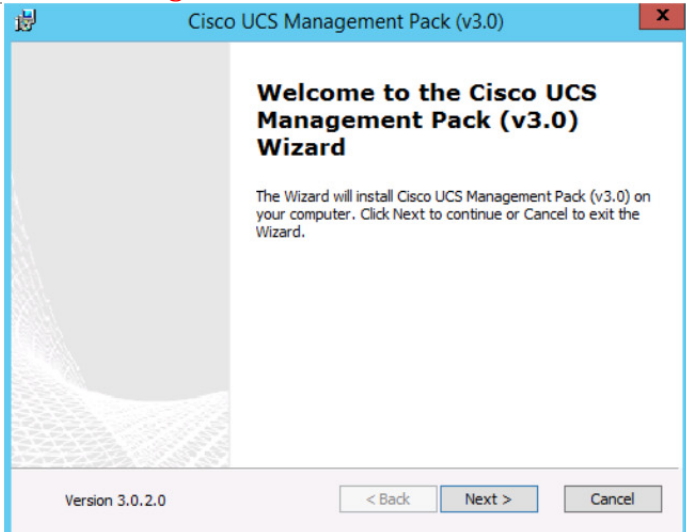 Cisco UCS Management Pack (v3.0)
x
Welcome to the Cisco UCS
Management Pack (v3.0)
Wizard
The Wizard will install Cisco UCS Management Pack (v3.0) on
your computer. Click Next to continue or Cancel to exit the
Wizard.
Version 3.0.2.0
< Back
Next >
Cancel